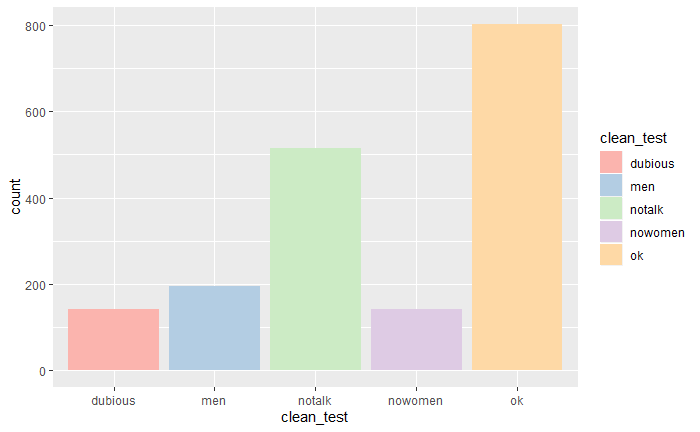 800
600
400
200
0
count
dubious men notalk nowomen ok
clean_test
clean_test
dubious
men
notalk
nowomen
ok